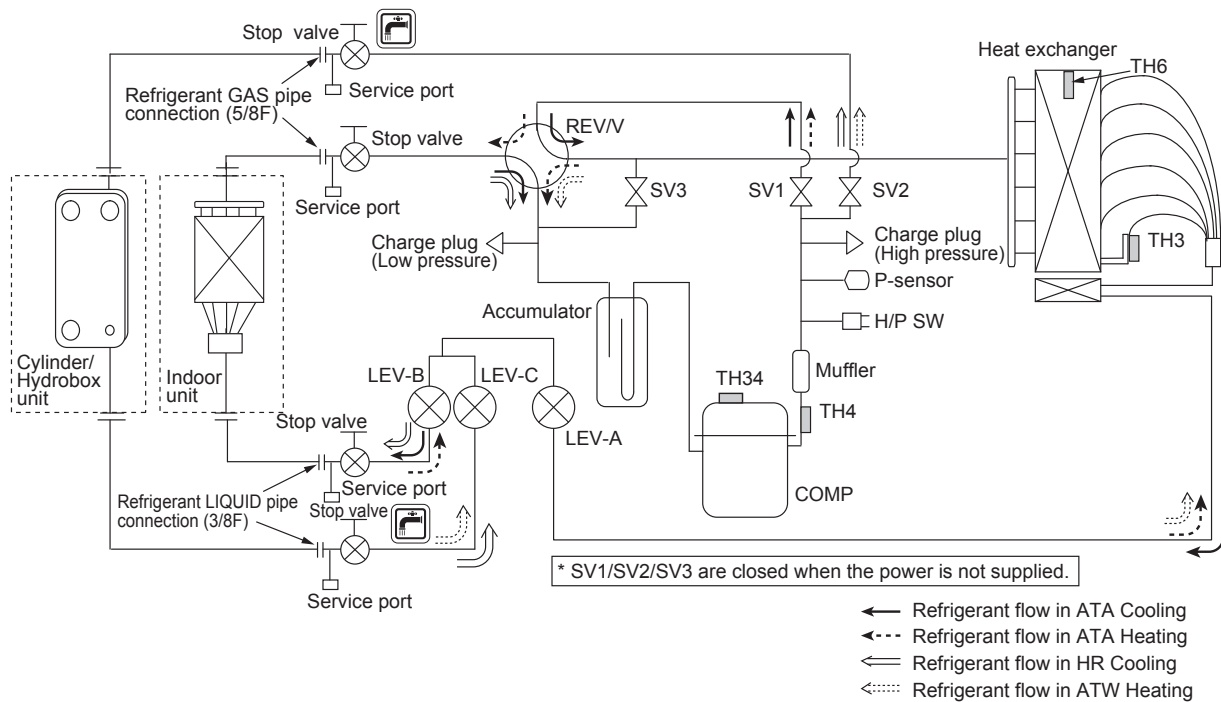 Stop valve
Service port
Refrigerant GAS pipe
connection (5/8F)
Stop valve
Service port
REV/V
Heat exchanger
TH6
TH3
SV3
SV1
SV2
Charge plug
(Low pressure)
Charge plug
(High pressure)
P-sensor
H/P SW
Accumulator
Muffler
TH34
TH4
COMP
Cylinder/
Hydrobox
unit
Indoor
unit
LEV-B
LEV-C
LEV-A
Stop valve
Service port
Refrigerant LIQUID pipe
connection (3/8F)
Stop valve
Service port
* SV1/SV2/SV3 are closed when the power is not supplied.
Refrigerant flow in ATA Cooling
Refrigerant flow in ATA Heating
Refrigerant flow in HR Cooling
Refrigerant flow in ATW Heating